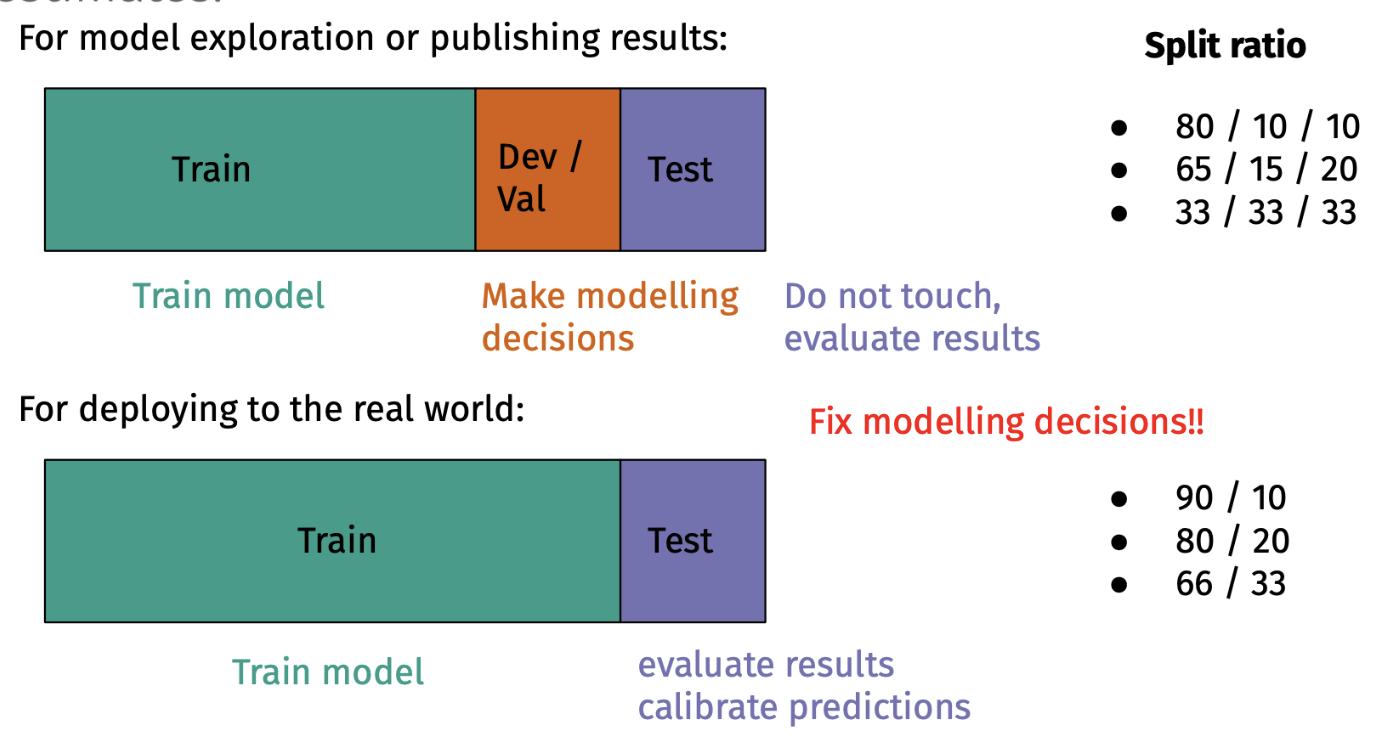 For model exploration or publishing results:
Split ratio
Train
Dev /
Val
Test
● 80 / 10 / 10
● 65 / 15 / 20
● 33 / 33 / 33
Train model
Make modelling
decisions
Do not touch,
evaluate results
For deploying to the real world:
Fix modelling decisions!!
Train
Test
● 90 / 10
● 80 / 20
● 66 / 33
Train model
evaluate results
calibrate predictions